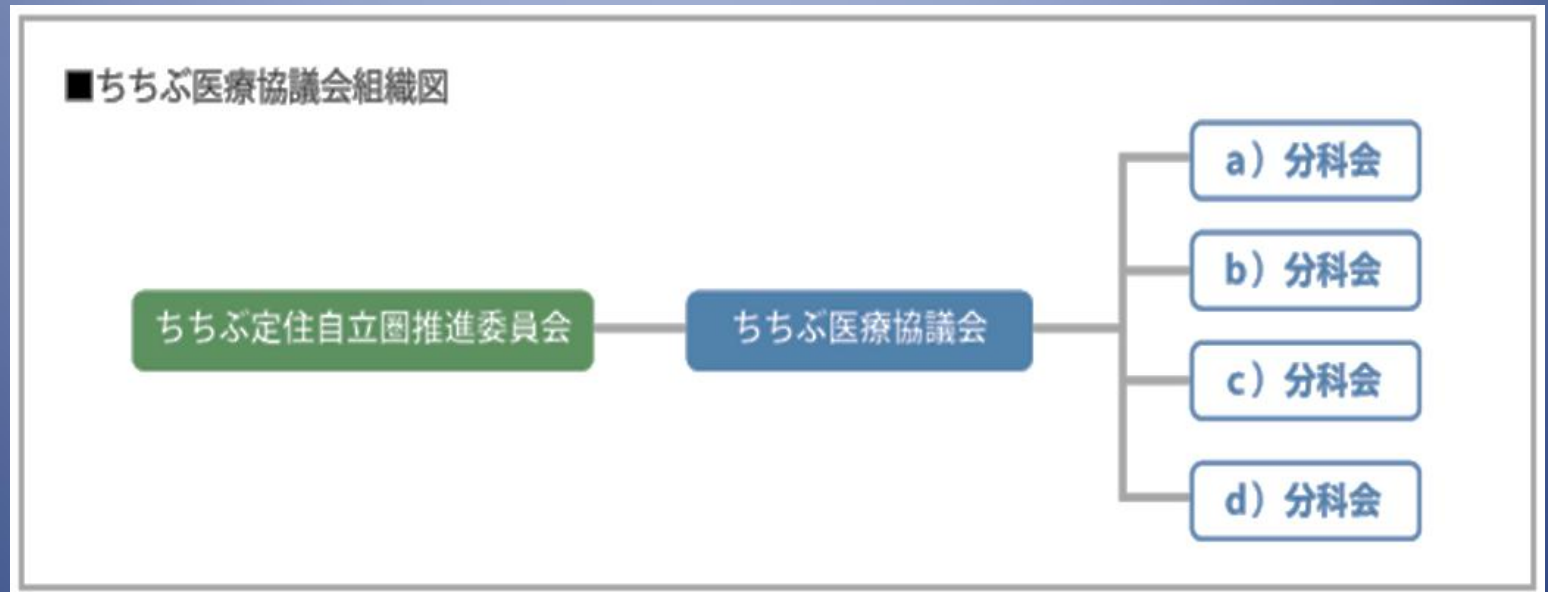 ■ちちぶ医療協議会組織図
a）分科会
b）分科会
ちちぶ定住自立圏推進委員会
ちちぶ医療協議会
c）分科会
d）分科会